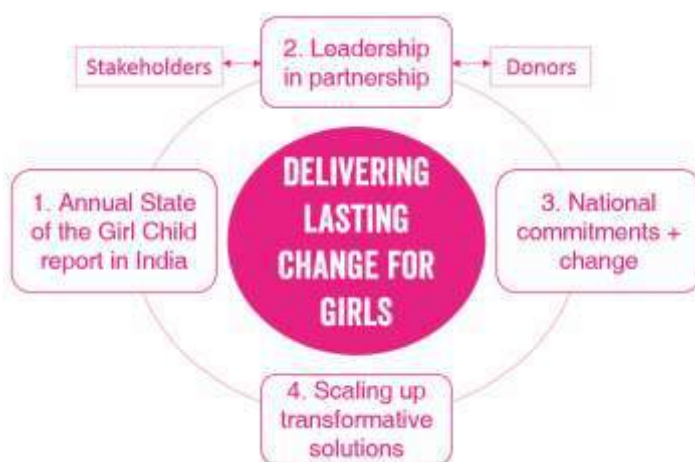 2. Leadership
in partnership
Stakeholders
Donors
DELIVERING
LASTING
CHANGE FOR
GIRLS
1. Annual State
of the Girl Child
report in India
3. National
commitments +
change
4. Scaling up
transformative
solutions